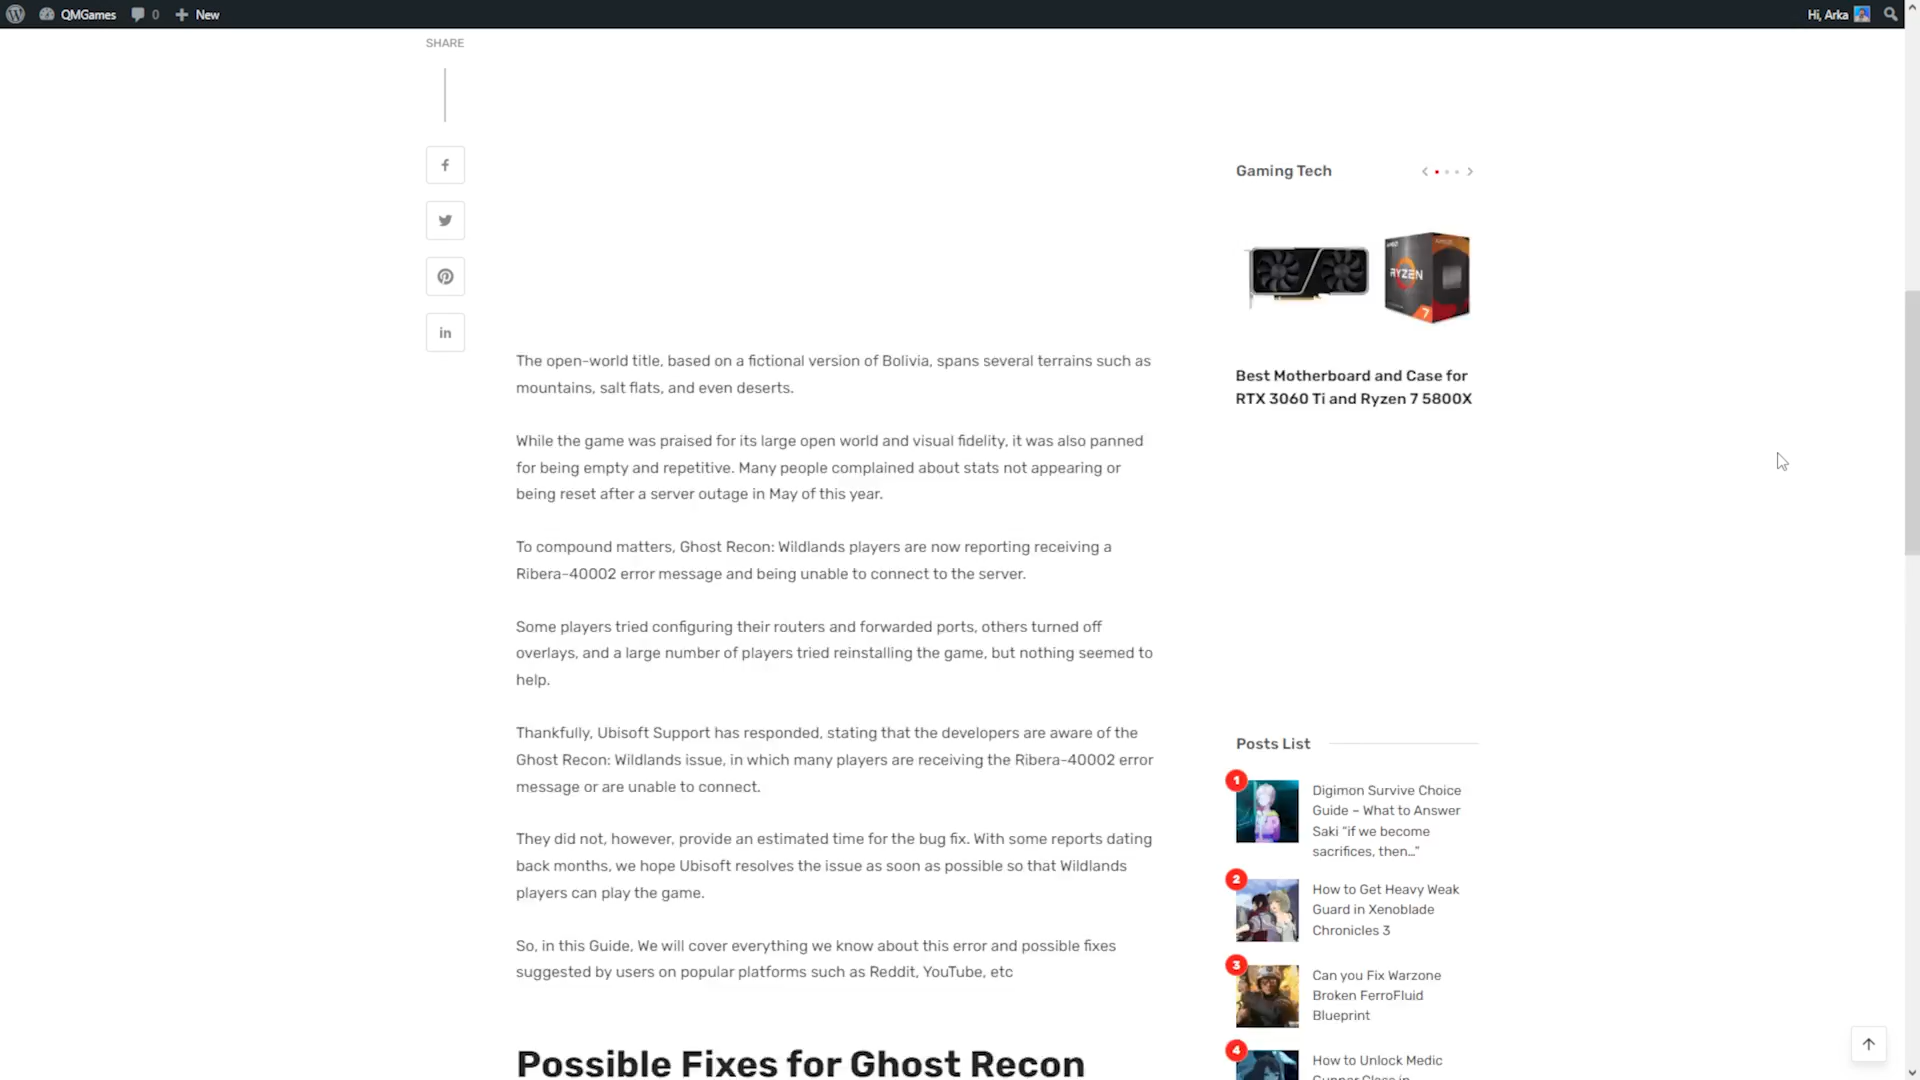 QMGames
0
New
Hi, Arka
SHARE
The open-world title, based on a fictional version of Bolivia, spans several terrains such as
mountains, salt flats, and even deserts.
While the game was praised for its large open world and visual fidelity, it was also panned
for being empty and repetitive. Many people complained about stats not appearing or
being reset after a server outage in May of this year.
To compound matters, Ghost Recon: Wildlands players are now reporting receiving a
Ribera-40002 error message and being unable to connect to the server.
Some players tried configuring their routers and forwarded ports, others turned off
overlays, and a large number of players tried reinstalling the game, but nothing seemed to
help.
Thankfully, Ubisoft Support has responded, stating that the developers are aware of the
Ghost Recon: Wildlands issue, in which many players are receiving the Ribera-40002 error
message or are unable to connect.
They did not, however, provide an estimated time for the bug fix. With some reports dating
back months, we hope Ubisoft resolves the issue as soon as possible so that Wildlands
players can play the game.
So, in this Guide, We will cover everything we know about this error and possible fixes
suggested by users on popular platforms such as Reddit, YouTube, etc
Possible Fixes for Ghost Recon
Gaming Tech
RYZEN
7
Best Motherboard and Case for
RTX 3060 Ti and Ryzen 7 5800X
Posts List
1
Digimon Survive Choice
Guide – What to Answer
Saki “if we become
sacrifices, then…”
2
How to Get Heavy Weak
Guard in Xenoblade
Chronicles 3
3
Can you Fix Warzone
Broken FerroFluid
Blueprint
4
How to Unlock Medic